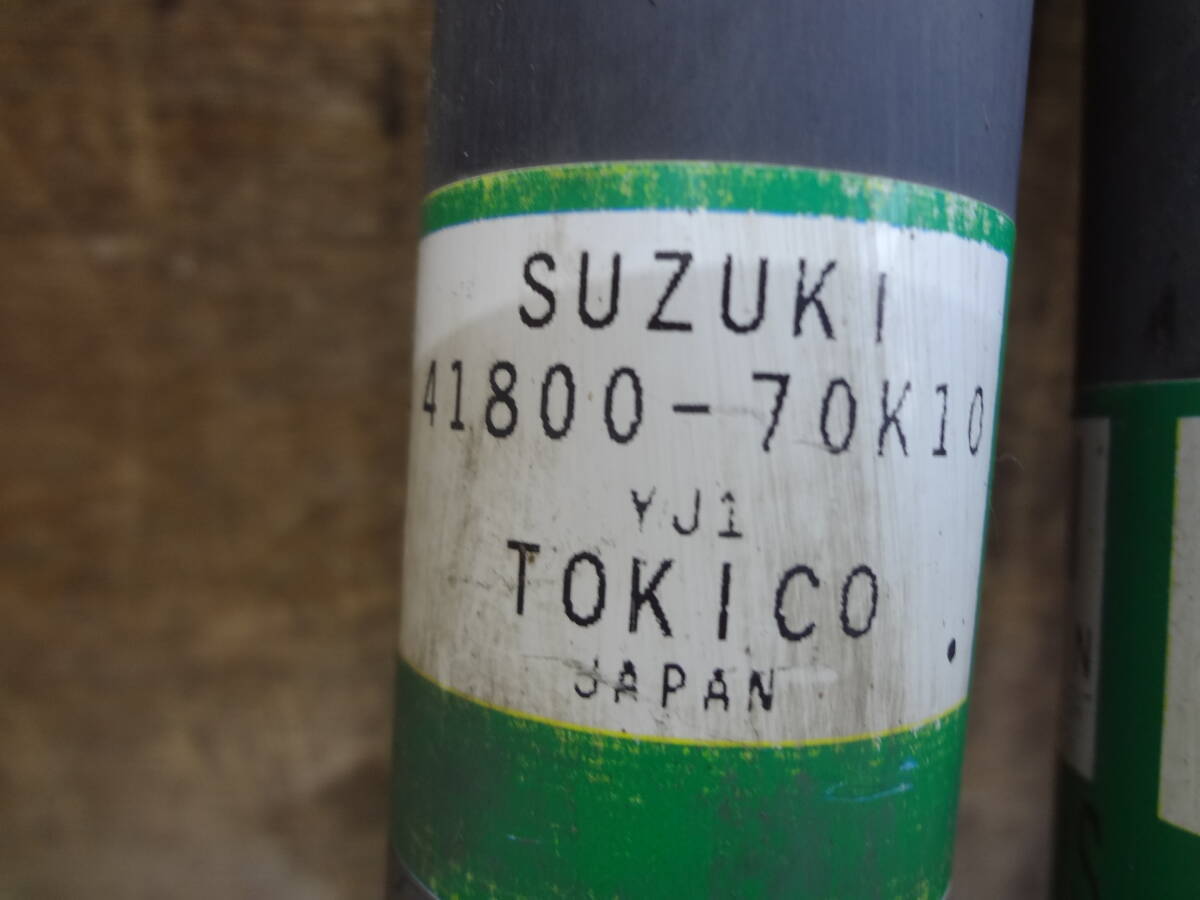 SUZUKI
41800-70K10
YJ1
TOKICO
JAPAN